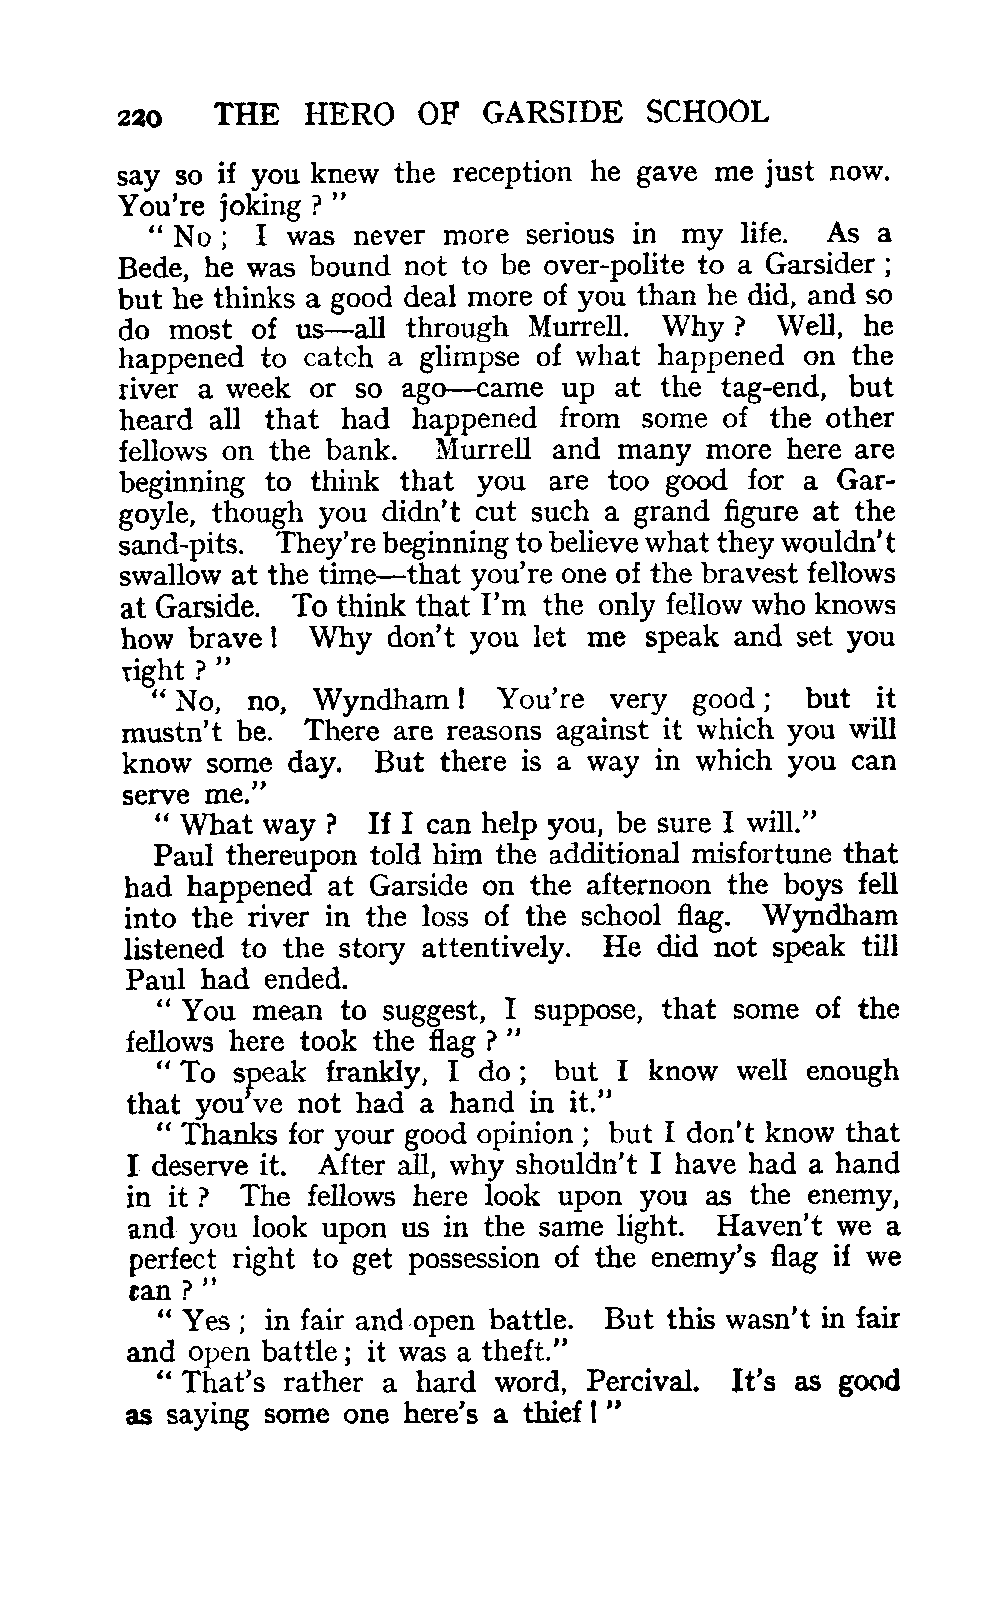 220 THE HERO OF GARSIDE SCHOOL
say so if you knew the reception he gave me just now.
You're joking ? "
" No ; I was never more serious in my life. As a
Bede, he was bound not to be over-polite to a Garsider ;
but he thinks a good deal more of you than he did, and so
do most of us—all through Murrell. Why ? Well, he
happened to catch a glimpse of what happened on the
river a week or so ago—came up at the tag-end, but
heard all that had happened from some of the other
fellows on the bank. Murrell and many more here are
beginning to think that you are too good for a Gar-
goyle, though you didn't cut such a grand figure at the
sand-pits. They're beginning to believe what they wouldn't
swallow at the time—that you're one of the bravest fellows
at Garside. To think that I'm the only fellow who knows
how brave ! Why don't you let me speak and set you
right ? "
" No, no, Wyndham ! You're very good ; but it
mustn't be. There are reasons against it which you will
know some day. But there is a way in which you can
serve me."
" What way ? If I can help you, be sure I will."
Paul thereupon told him the additional misfortune that
had happened at Garside on the afternoon the boys fell
into the river in the loss of the school flag. Wyndham
listened to the story attentively. He did not speak till
Paul had ended.
" You mean to suggest, I suppose, that some of the
fellows here took the flag ? "
" To speak frankly, I do ; but I know well enough
that you've not had a hand in it."
" Thanks for your good opinion ; but I don't know that
I deserve it. After all, why shouldn't I have had a hand
in it ? The fellows here look upon you as the enemy,
and you look upon us in the same light. Haven't we a
perfect right to get possession of the enemy's flag if we
can ? "
" Yes ; in fair and open battle. But this wasn't in fair
and open battle ; it was a theft."
" That's rather a hard word, Percival. It's as good
as saying some one here's a thief ! "